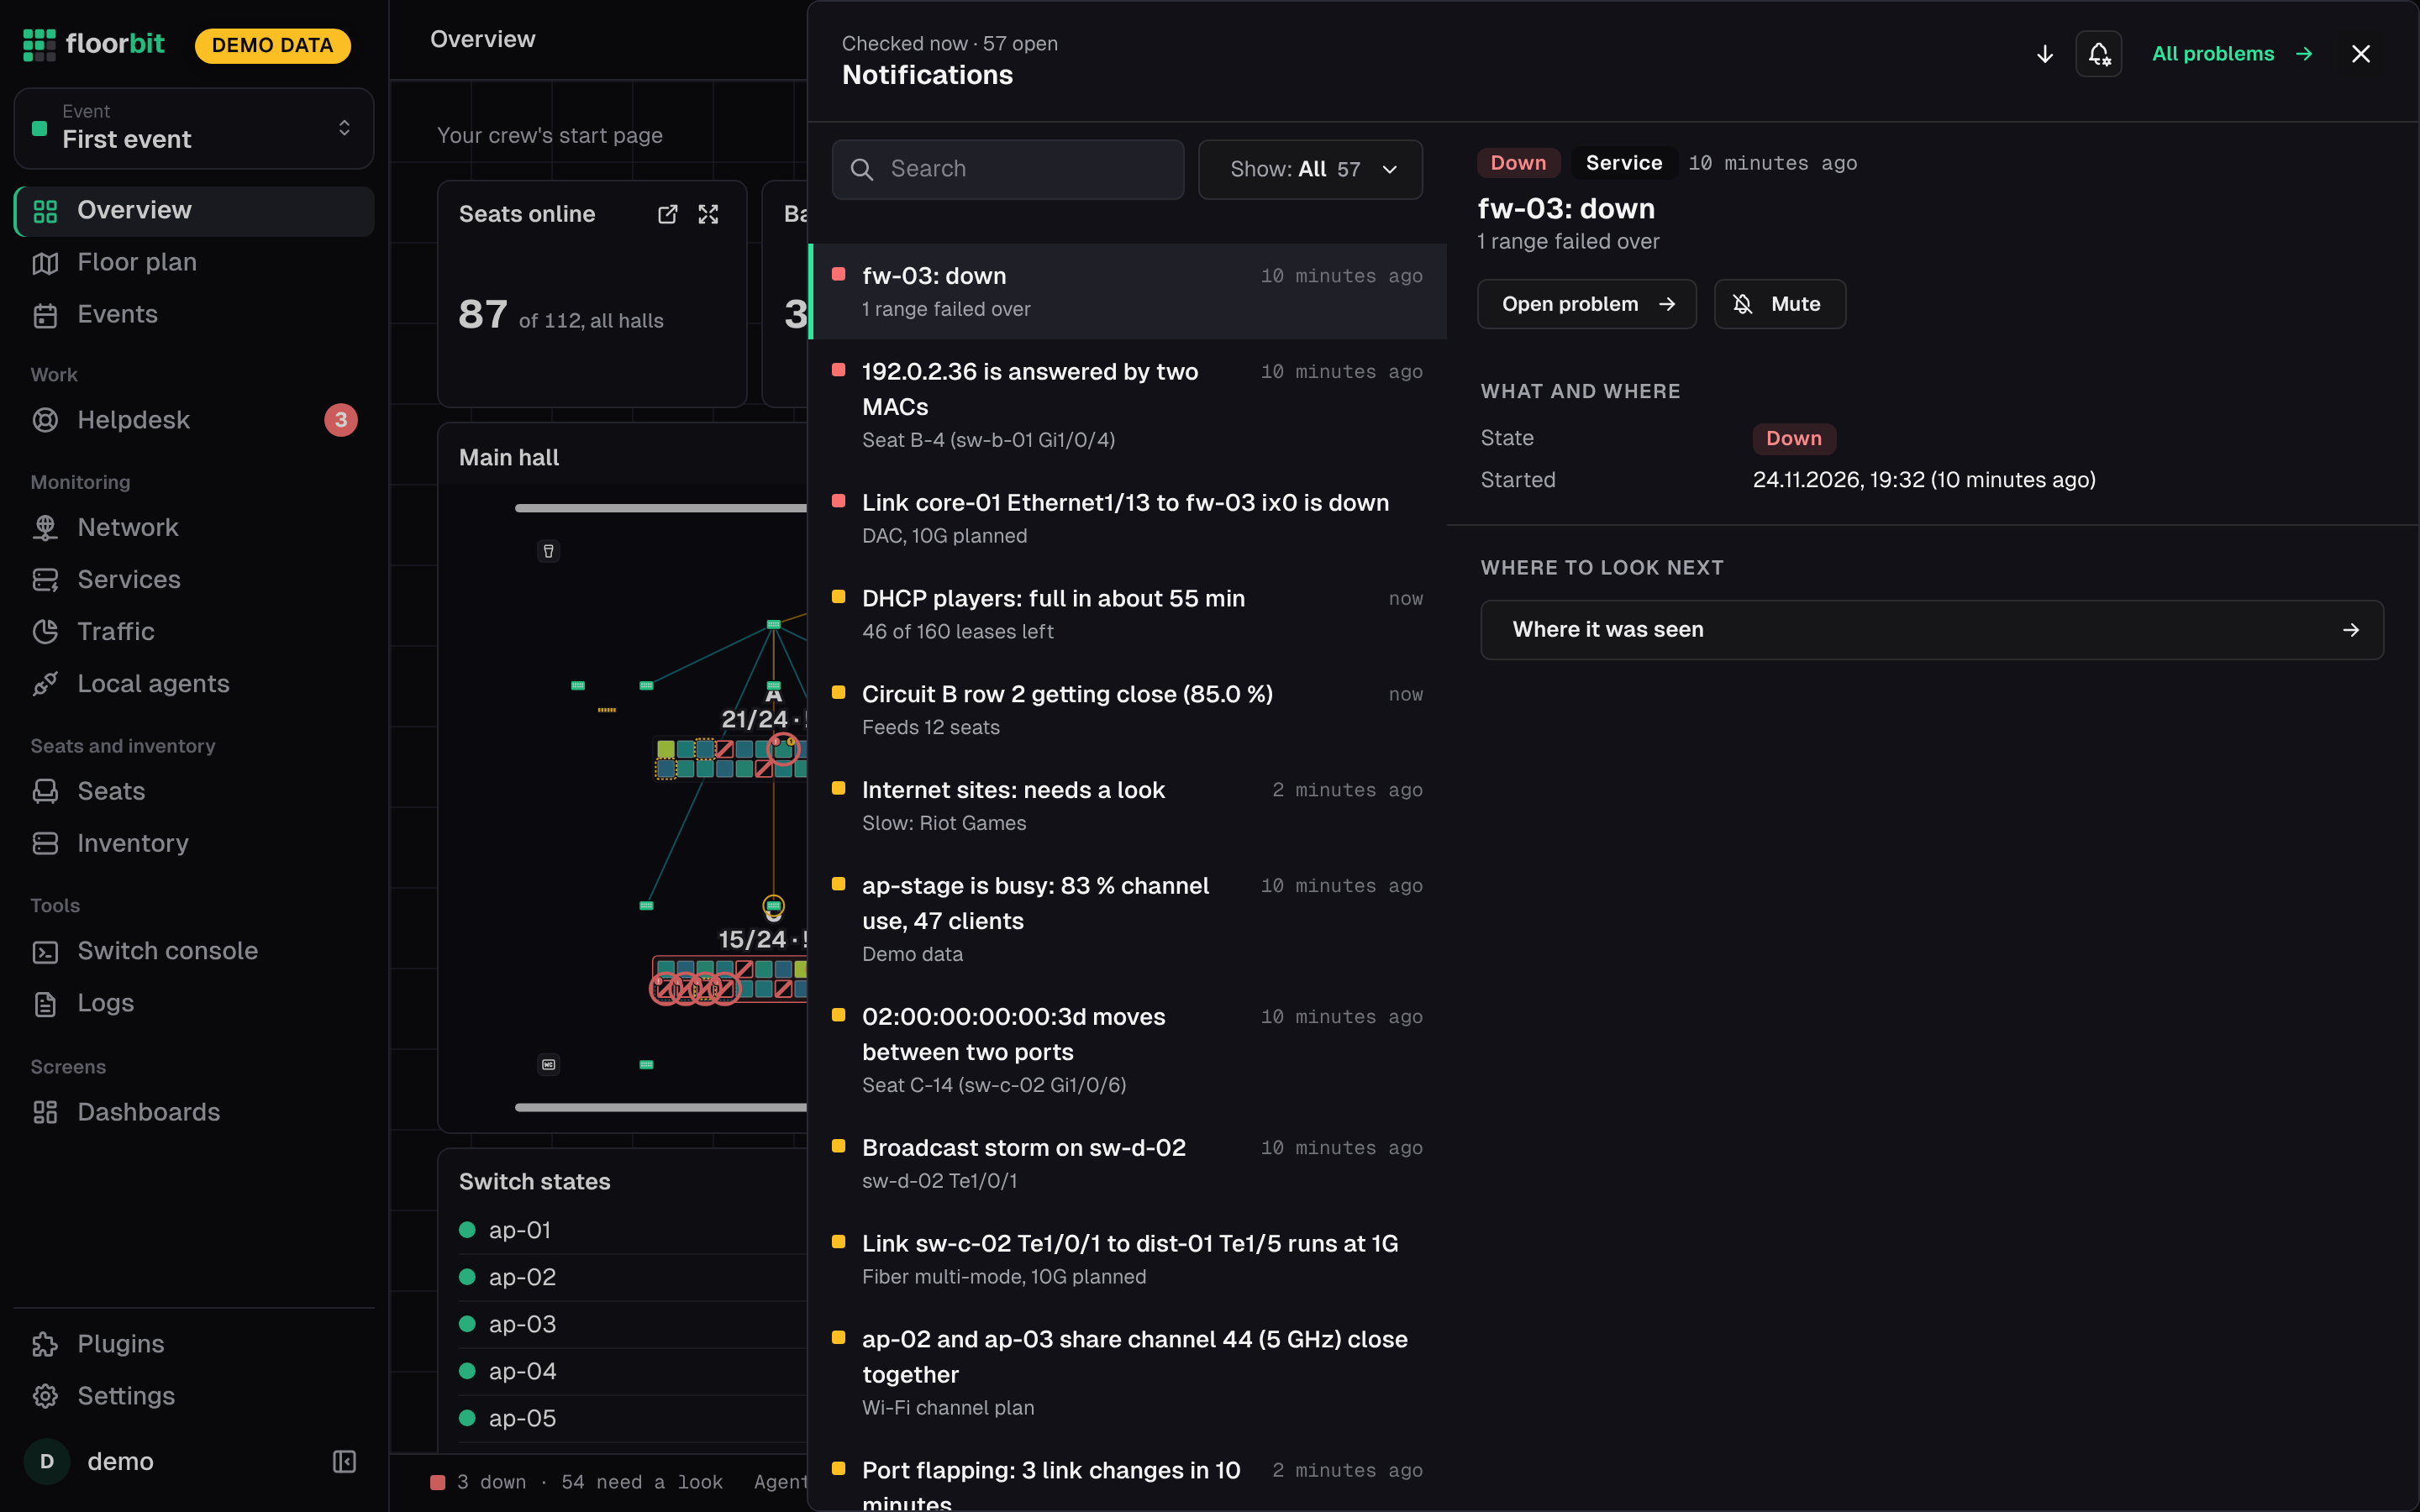 floorbit DEMO DATA
Event
First event
Overview
Floor plan
Events
Work
Helpdesk 3
Monitoring
Network
Services
Traffic
Local agents
Seats and inventory
Seats
Inventory
Tools
Switch console
Logs
Screens
Dashboards
Plugins
Settings
D demo
Overview
Your crew's start page
Seats online
87 of 112, all halls
Ba
3
Main hall
A
21/24 ·
15/24 ·
WC
Switch states
ap-01
ap-02
ap-03
ap-04
ap-05
3 down · 54 need a look Agent
Checked now · 57 open
Notifications
All problems
Search
Show: All 57
fw-03: down 10 minutes ago
1 range failed over
192.0.2.36 is answered by two 10 minutes ago
MACs
Seat B-4 (sw-b-01 Gi1/0/4)
Link core-01 Ethernet1/13 to fw-03 ix0 is down
DAC, 10G planned
DHCP players: full in about 55 min now
46 of 160 leases left
Circuit B row 2 getting close (85.0 %) now
Feeds 12 seats
Internet sites: needs a look 2 minutes ago
Slow: Riot Games
ap-stage is busy: 83 % channel 10 minutes ago
use, 47 clients
Demo data
02:00:00:00:00:3d moves 10 minutes ago
between two ports
Seat C-14 (sw-c-02 Gi1/0/6)
Broadcast storm on sw-d-02 10 minutes ago
sw-d-02 Te1/0/1
Link sw-c-02 Te1/0/1 to dist-01 Te1/5 runs at 1G
Fiber multi-mode, 10G planned
ap-02 and ap-03 share channel 44 (5 GHz) close
together
Wi-Fi channel plan
Port flapping: 3 link changes in 10 2 minutes ago
minutes
Down Service 10 minutes ago
fw-03: down
1 range failed over
Open problem
Mute
WHAT AND WHERE
State Down
Started 24.11.2026, 19:32 (10 minutes ago)
WHERE TO LOOK NEXT
Where it was seen